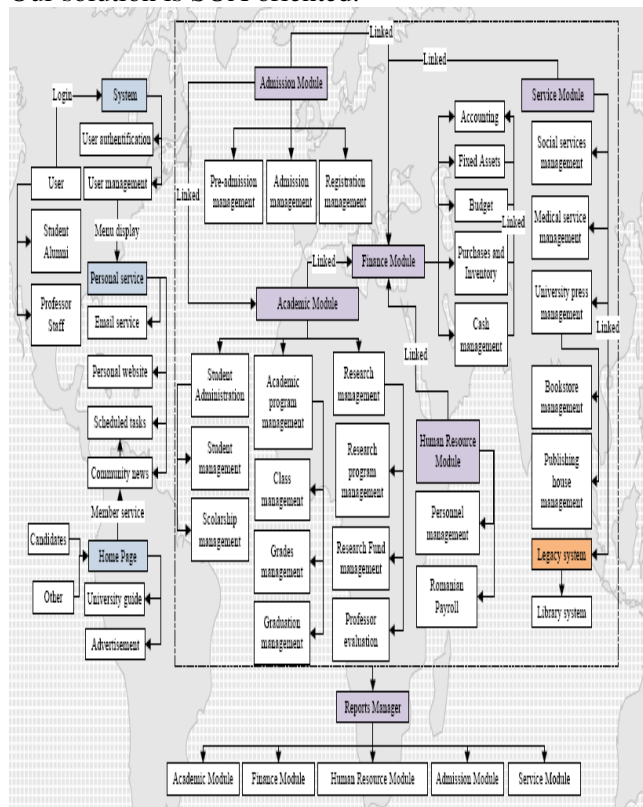 Our solution is SOA oriented.
Linked
Linked
Admission Module
Service Module
Login
System
User authentification
User
User management
Linked
Pre-admission
management
Admission
management
Registration
management
Accounting
Fixed Assets
Budget
Linked
Purchases and
Inventory
Cash
management
Social services
management
Medical service
management
University press
management
Linked
Student
Alumni
Menu display
Personal service
Linked
Finance Module
Professor
Staff
Email service
Academic Module
Linked
Personal website
Scheduled tasks
Community news
Member service
Student
Administration
Student
management
Scolarship
management
Academic
program
management
Class
management
Grades
management
Graduation
management
Research
management
Research
program
management
Research Fund
management
Professor
evaluation
Human Resource
Module
Personnel
management
Romanian
Payroll
Bookstore
management
Publishing
house
management
Legacy system
Library system
Candidates
Home Page
Other
University guide
Advertisement
Reports Manager
Academic Module
Finance Module
Human Resource Module
Admission Module
Service Module